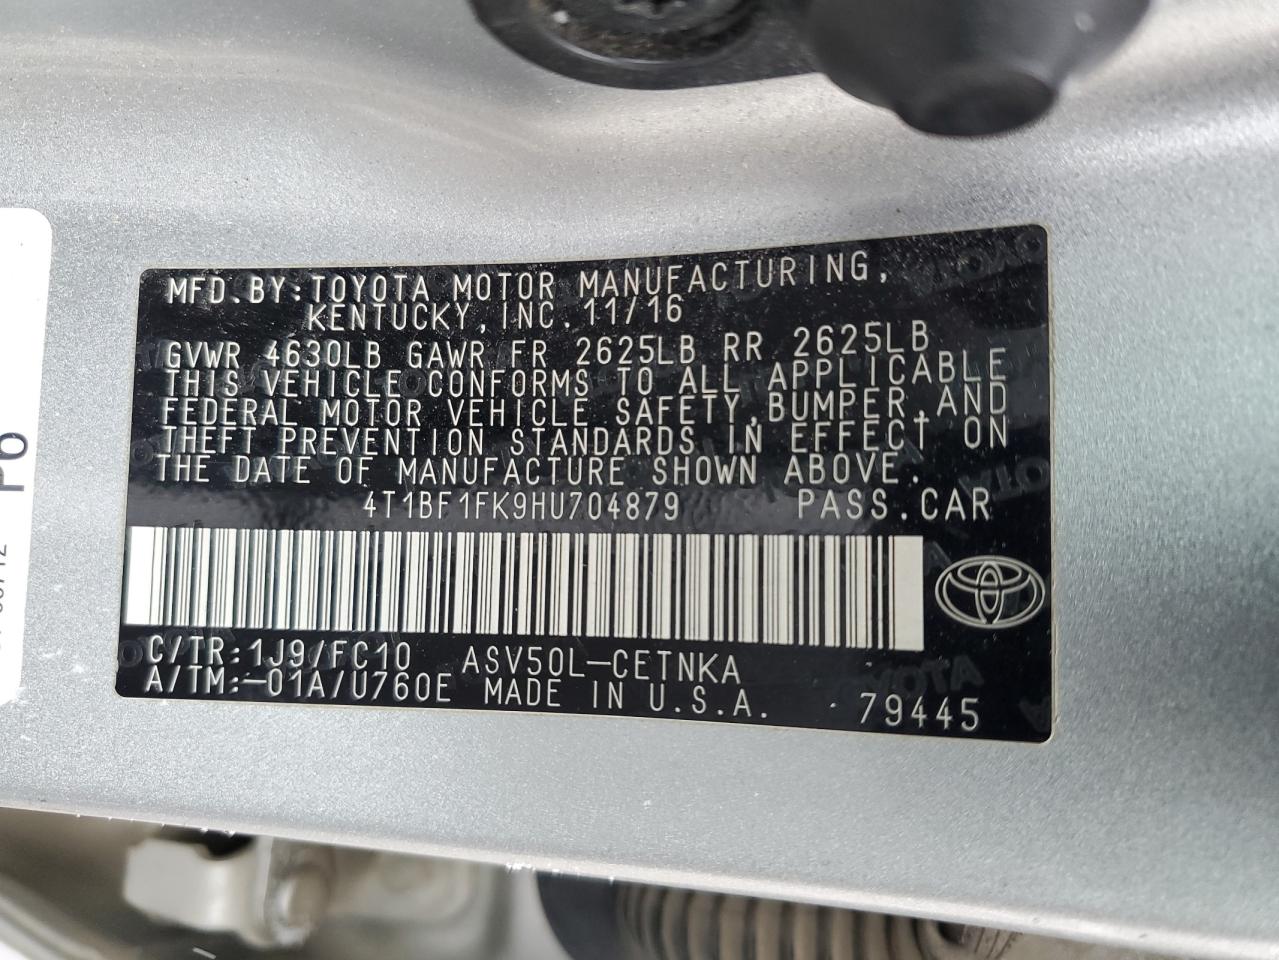 MFD.BY:TOYOTA MOTOR MANUFACTURING,
KENTUCKY,INC.11/16
GVWR 4630LB GAWR FR 2625LB RR 2625LB
THIS VEHICLE CONFORMS TO ALL APPLICABLE
FEDERAL MOTOR VEHICLE SAFETY,BUMPER,AND
THEFT PREVENTION STANDARDS IN EFFECT ON
THE DATE OF MANUFACTURE SHOWN ABOVE.
4T1BF1FK9HU704879 PASS.CAR
C/TR:1J9/FC10 ASV50L-CETNKA
A/TM:-01A/U760E MADE IN U.S.A. 79445
P6